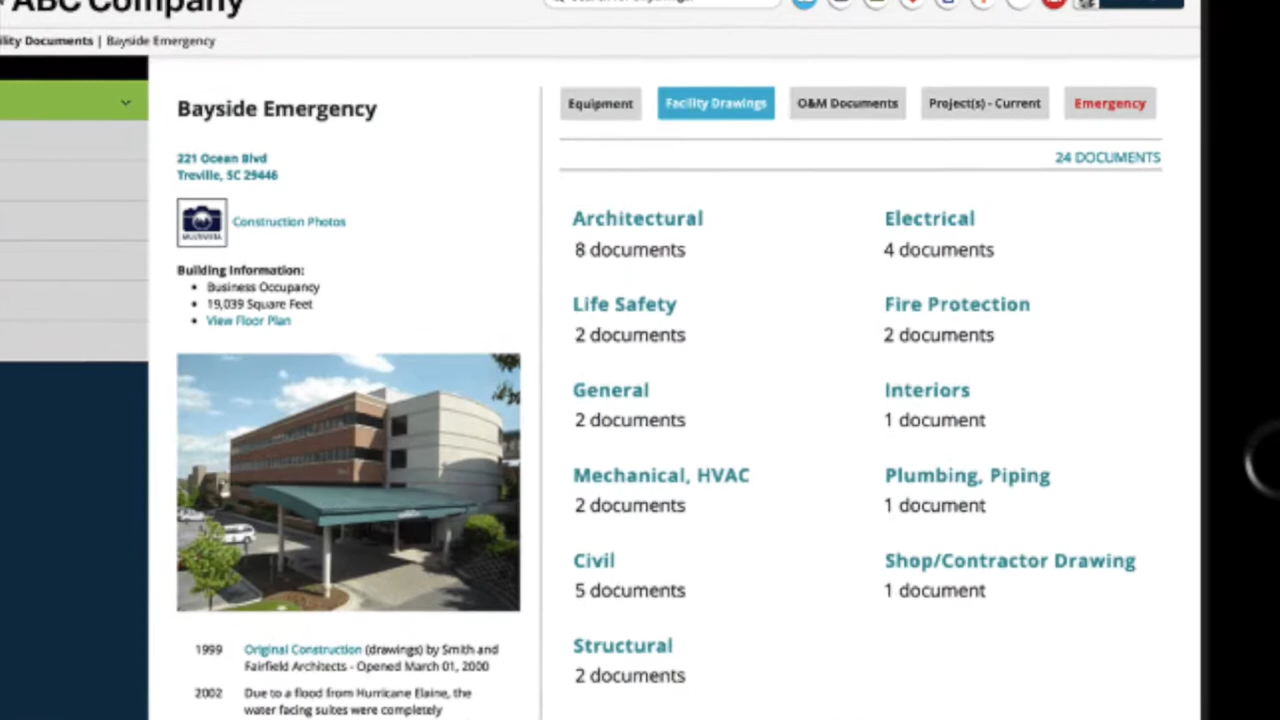 ABC Company
lity Documents | Bayside Emergency
Bayside Emergency
221 Ocean Blvd
Treville, SC 29446
Construction Photos
Building Information:
• Business Occupancy
• 19,039 Square Feet
• View Floor Plan
1999 Original Construction (drawings) by Smith and
Fairfield Architects - Opened March 01, 2000
2002 Due to a flood from Hurricane Elaine, the
water facing suites were completely
Equipment
Facility Drawings
O&M Documents
Project(s) - Current
Emergency
24 DOCUMENTS
Architectural
8 documents
Life Safety
2 documents
General
2 documents
Mechanical, HVAC
2 documents
Civil
5 documents
Structural
2 documents
Electrical
4 documents
Fire Protection
2 documents
Interiors
1 document
Plumbing, Piping
1 document
Shop/Contractor Drawing
1 document